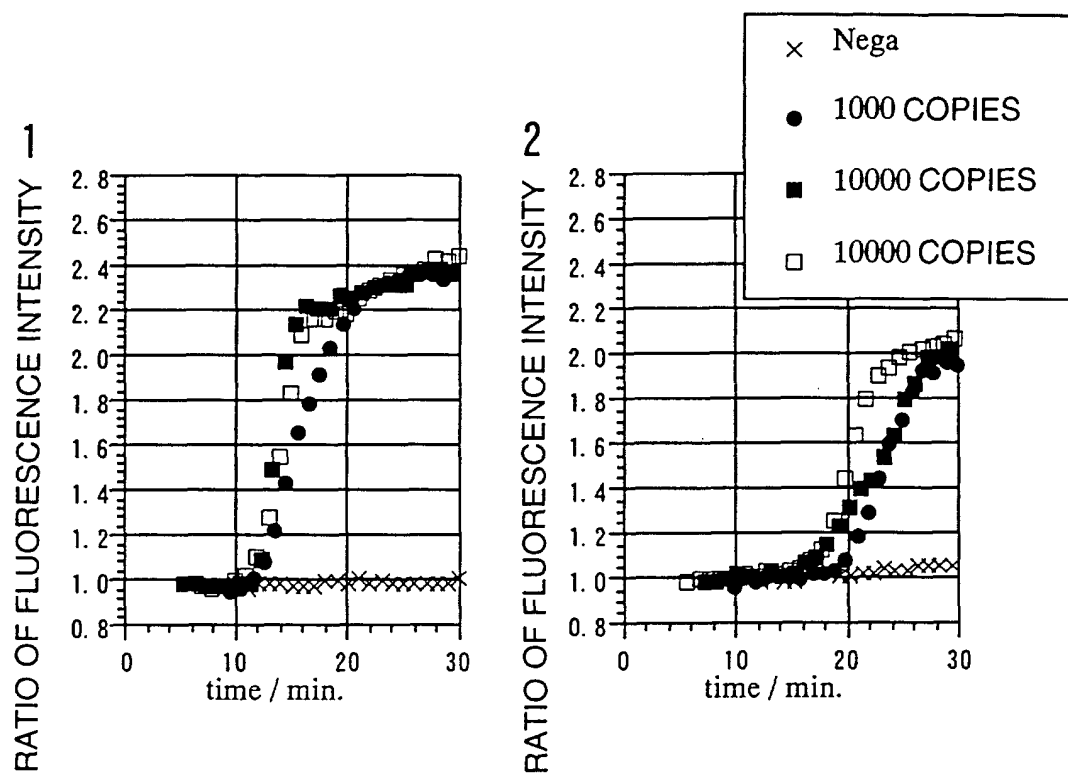 × Nega
● 1000 COPIES
■ 10000 COPIES
□ 10000 COPIES
1
RATIO OF FLUORESCENCE INTENSITY
2.8
2.6
2.4
2.2
2.0
1.8
1.6
1.4
1.2
1.0
0.8
0 10 20 30
time / min.
2
RATIO OF FLUORESCENCE INTENSITY
2.8
2.6
2.4
2.2
2.0
1.8
1.6
1.4
1.2
1.0
0.8
0 10 20 30
time / min.